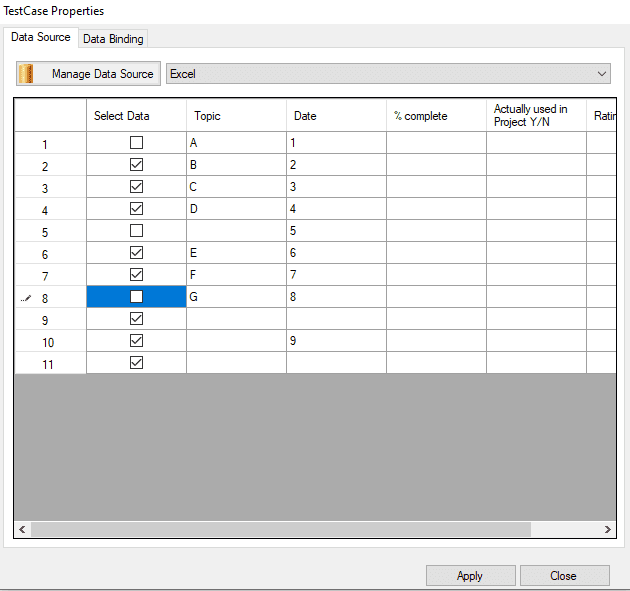 TestCase Properties
Data Source Data Binding
Manage Data Source Excel
Select Data Topic Date % complete Actually used in Project Y/N Ratin
1 A 1
2 B 2
3 C 3
4 D 4
5 5
6 E 6
7 F 7
8 G 8
9
10 9
11
Apply Close